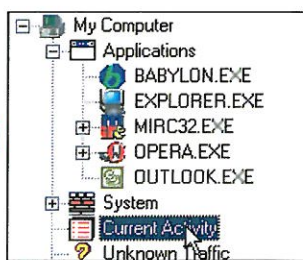 My Computer
Applications
BABYLON.EXE
EXPLORER.EXE
MIRC32.EXE
OPERA.EXE
OUTLOOK.EXE
System
Current Activity
Unknown Traffic